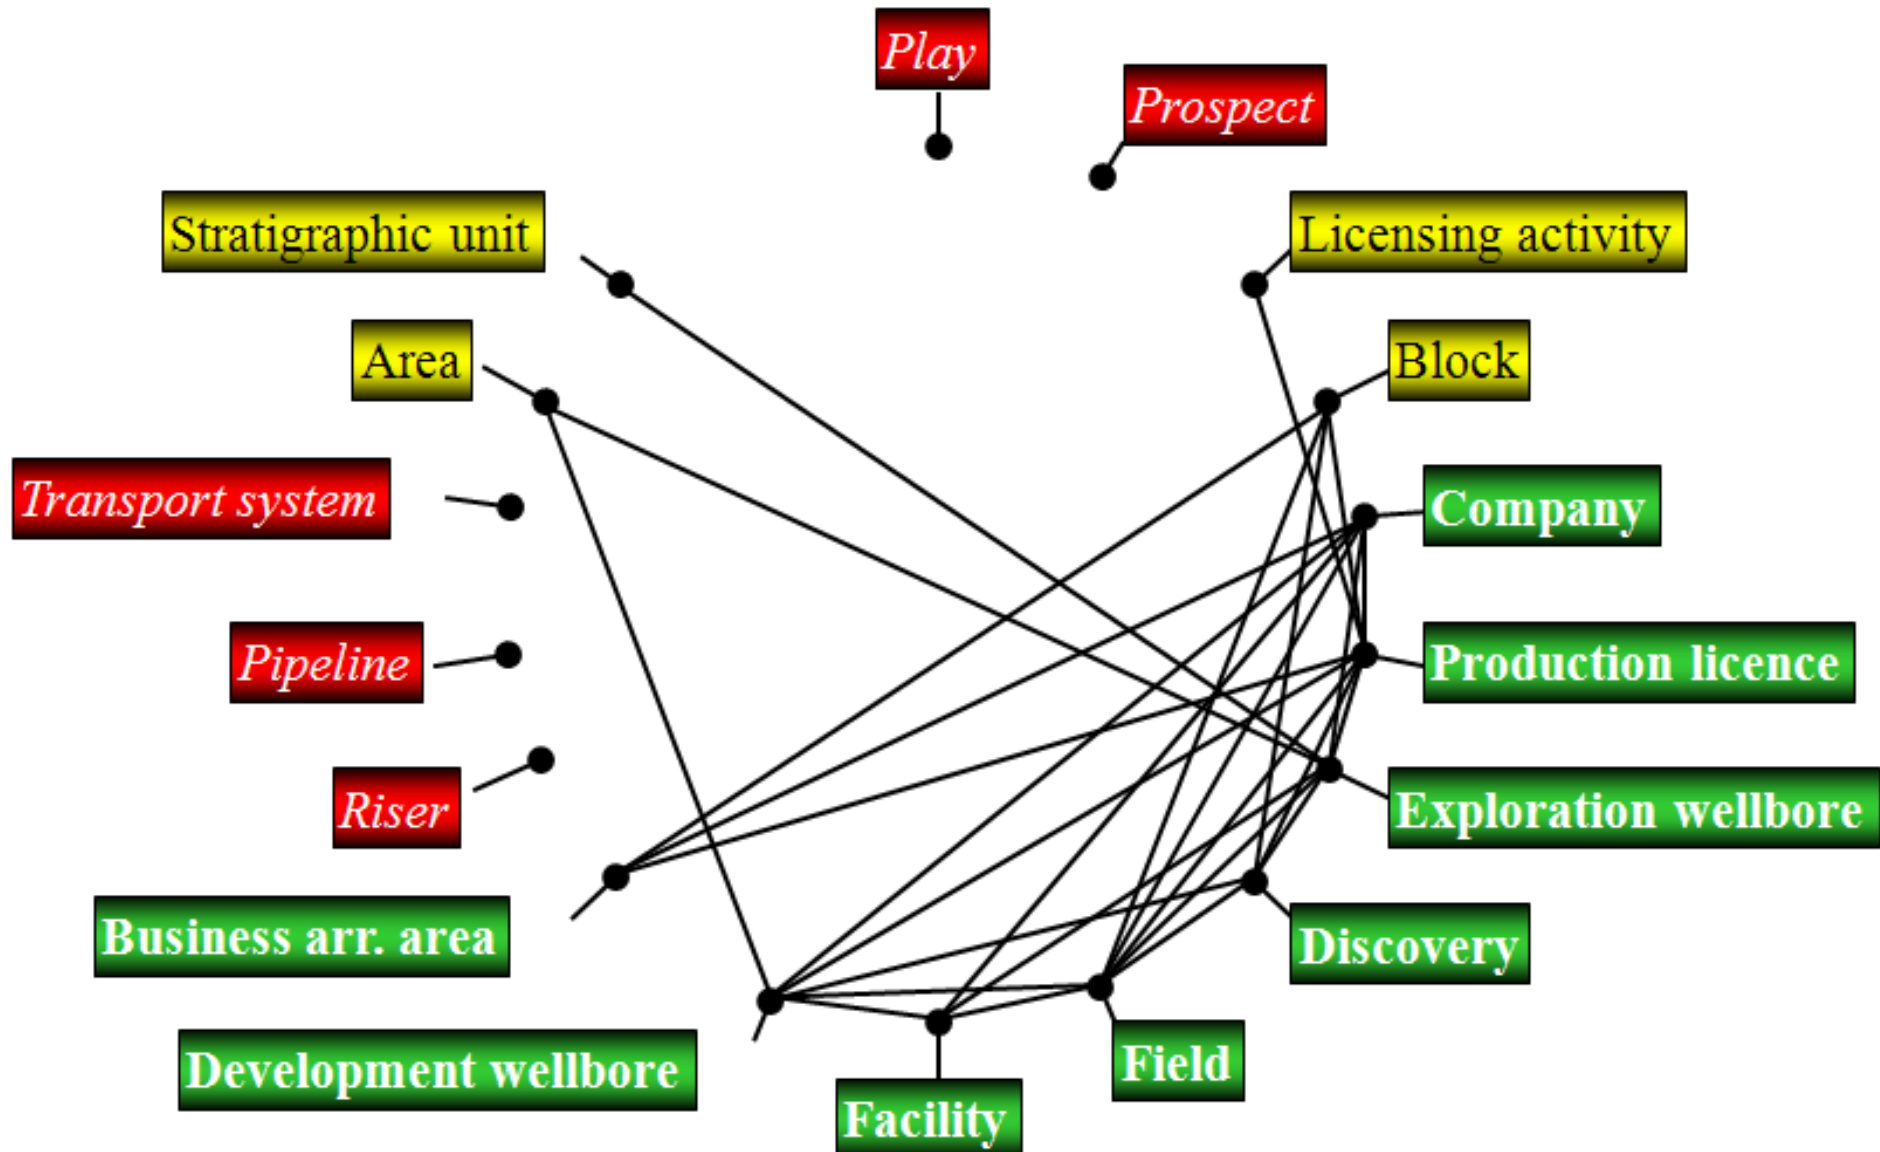 Play
Prospect
Stratigraphic unit
Licensing activity
Area
Block
Transport system
Company
Pipeline
Production licence
Riser
Exploration wellbore
Business arr. area
Discovery
Development wellbore
Field
Facility